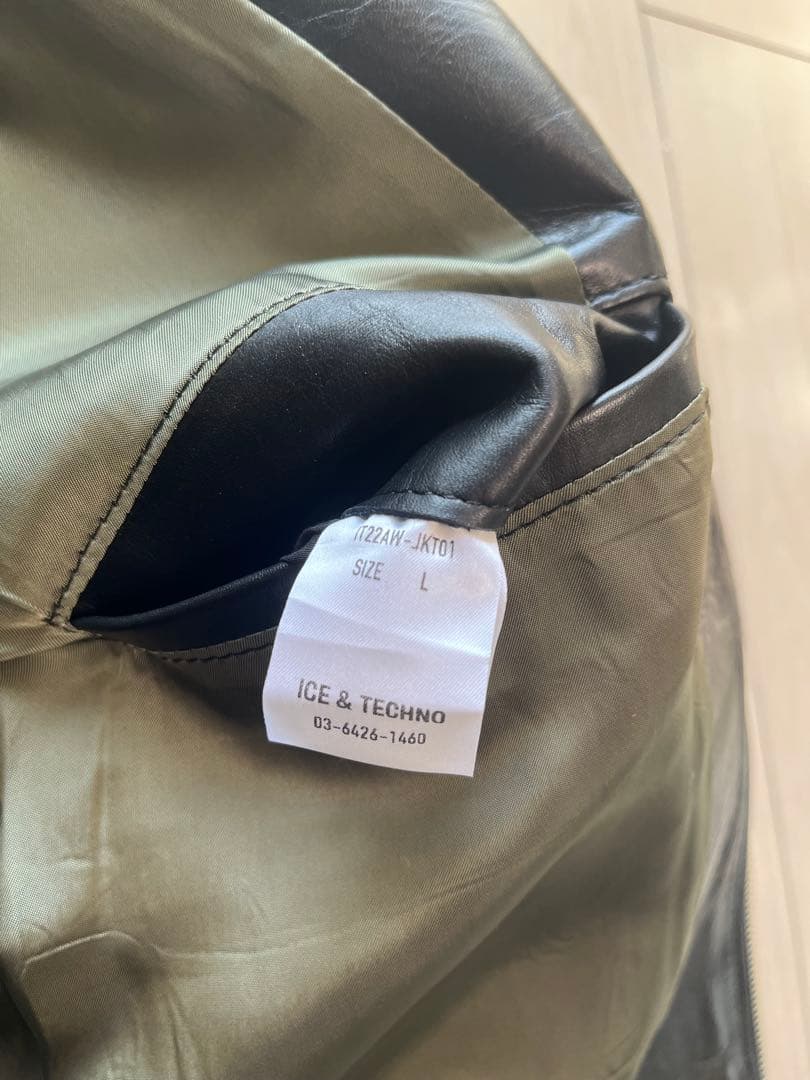 IT22AW-JKT01
SIZE L
ICE & TECHNO
03-6426-1460